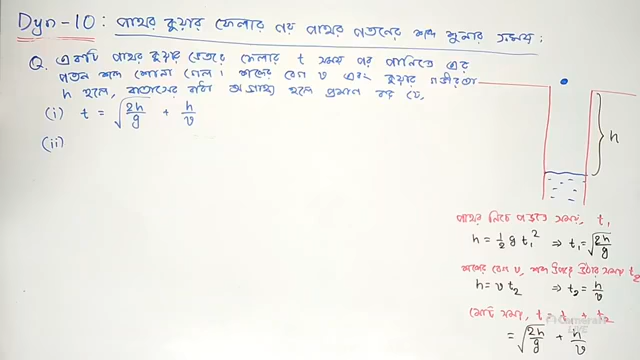 Dyn-10: পাথর কুয়ায় ফেলার পর পাথর পতনের শব্দ শুনার সময়:
Q. একটি পাথর কুয়ার ভেতরে ফেলার t সময় পর পানিতে এর
পতন শব্দ শোনা গেল। শব্দের বেগ v এবং কুয়ার গভীরতা
h হলে, বাতাসের বাধা অগ্রাহ্য হলে প্রমাণ কর যে,
(i) t = √(2h/g) + h/v
(ii)
h
পাথর নিচে পড়তে সময়, t₁
h = ½ g t₁² ⇒ t₁ = √(2h/g)
শব্দের বেগ v, শব্দ উপরে উঠার সময় t₂
h = v t₂ ⇒ t₂ = h/v
মোট সময়, t = t₁ + t₂
= √(2h/g) + h/v